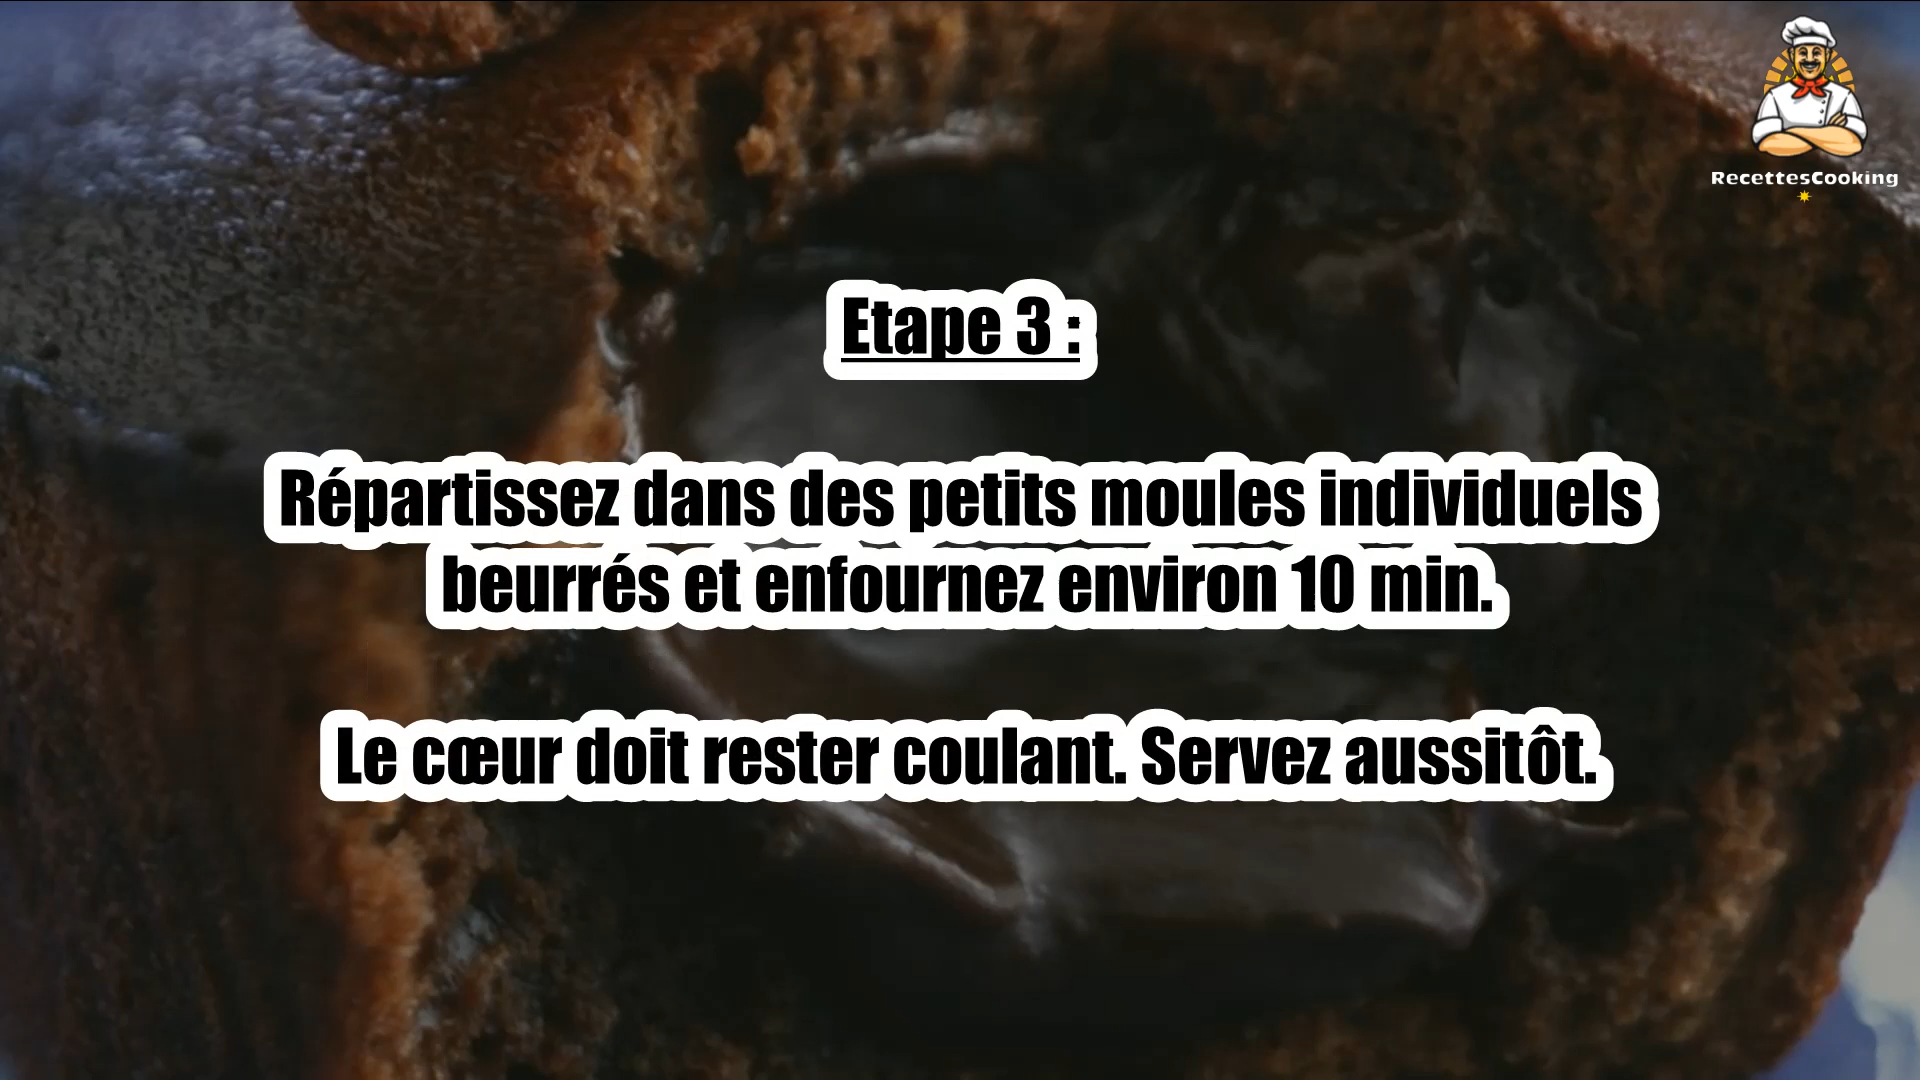 RecettesCooking
Etape 3 :
Répartissez dans des petits moules individuels
beurrés et enfournez environ 10 min.
Le cœur doit rester coulant. Servez aussitôt.